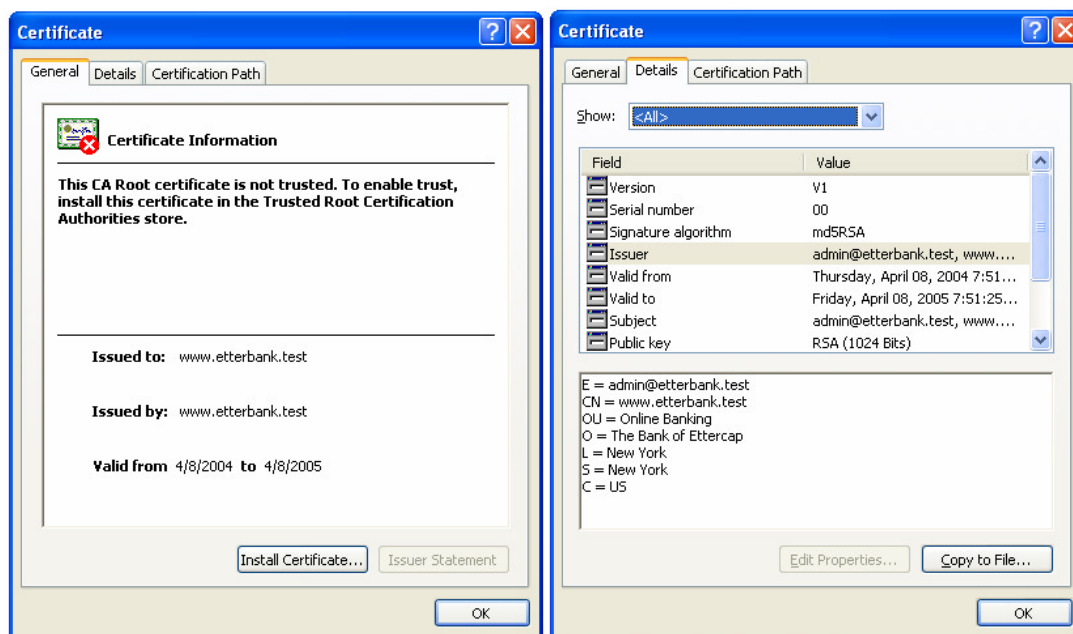 Certificate
General Details Certification Path
Certificate Information
This CA Root certificate is not trusted. To enable trust,
install this certificate in the Trusted Root Certification
Authorities store.
Issued to: www.etterbank.test
Issued by: www.etterbank.test
Valid from 4/8/2004 to 4/8/2005
Install Certificate... Issuer Statement
OK
Certificate
General Details Certification Path
Show: <All>
Field Value
Version V1
Serial number 00
Signature algorithm md5RSA
Issuer admin@etterbank.test, www....
Valid from Thursday, April 08, 2004 7:51...
Valid to Friday, April 08, 2005 7:51:25...
Subject admin@etterbank.test, www....
Public key RSA (1024 Bits)
E = admin@etterbank.test
CN = www.etterbank.test
OU = Online Banking
O = The Bank of Ettercap
L = New York
S = New York
C = US
Edit Properties... Copy to File...
OK